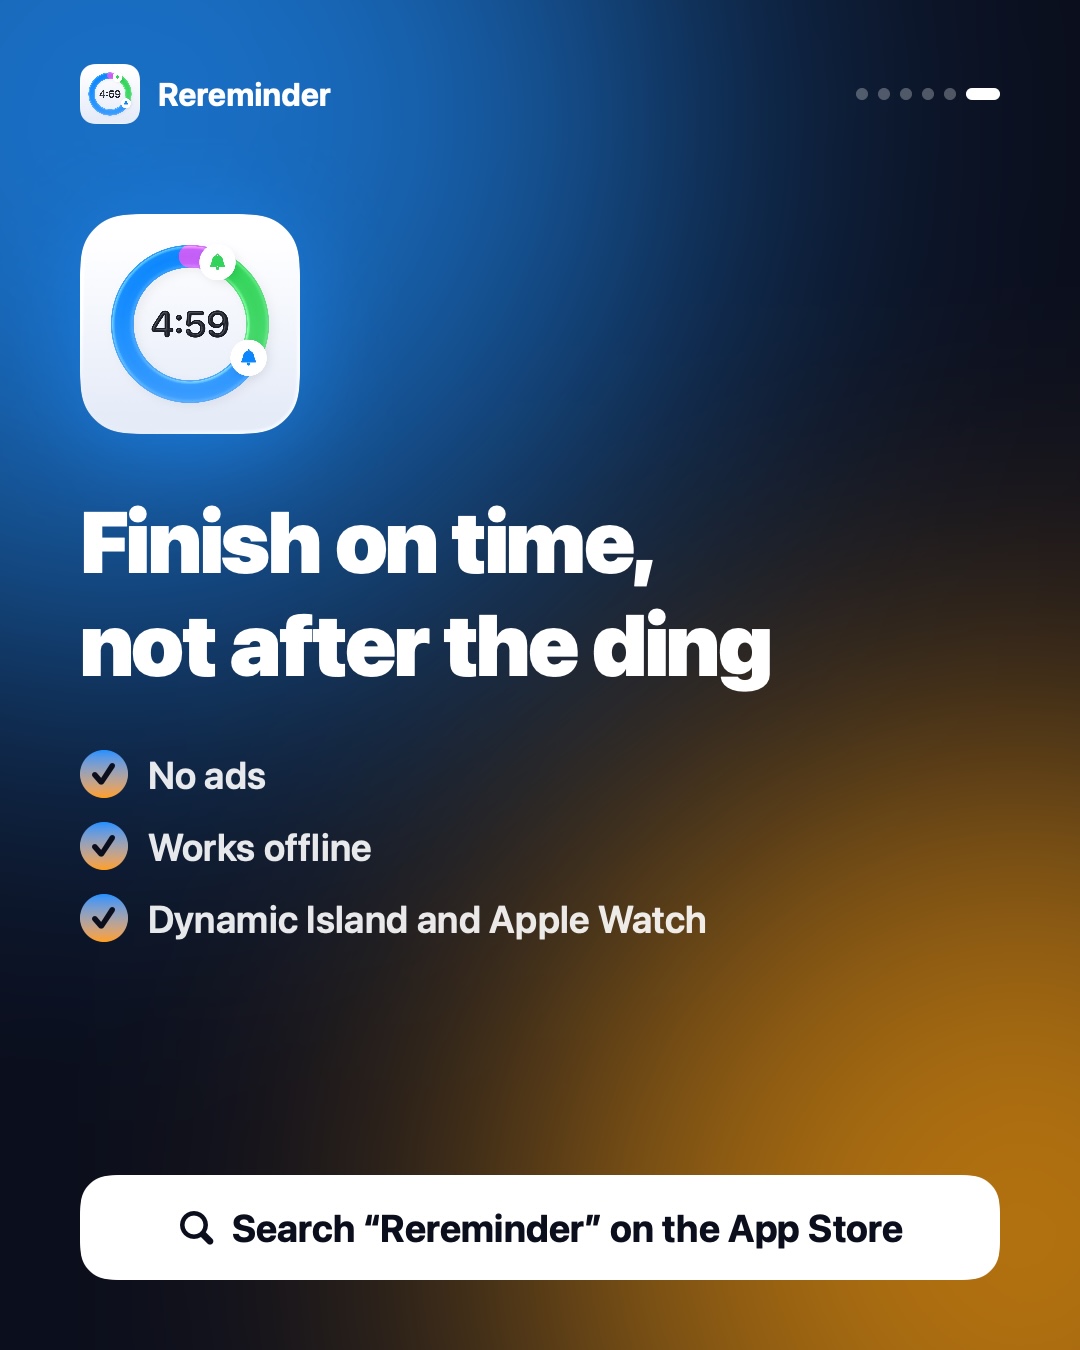 4:59
Rereminder
4:59
Finish on time,
not after the ding
No ads
Works offline
Dynamic Island and Apple Watch
Search “Rereminder” on the App Store